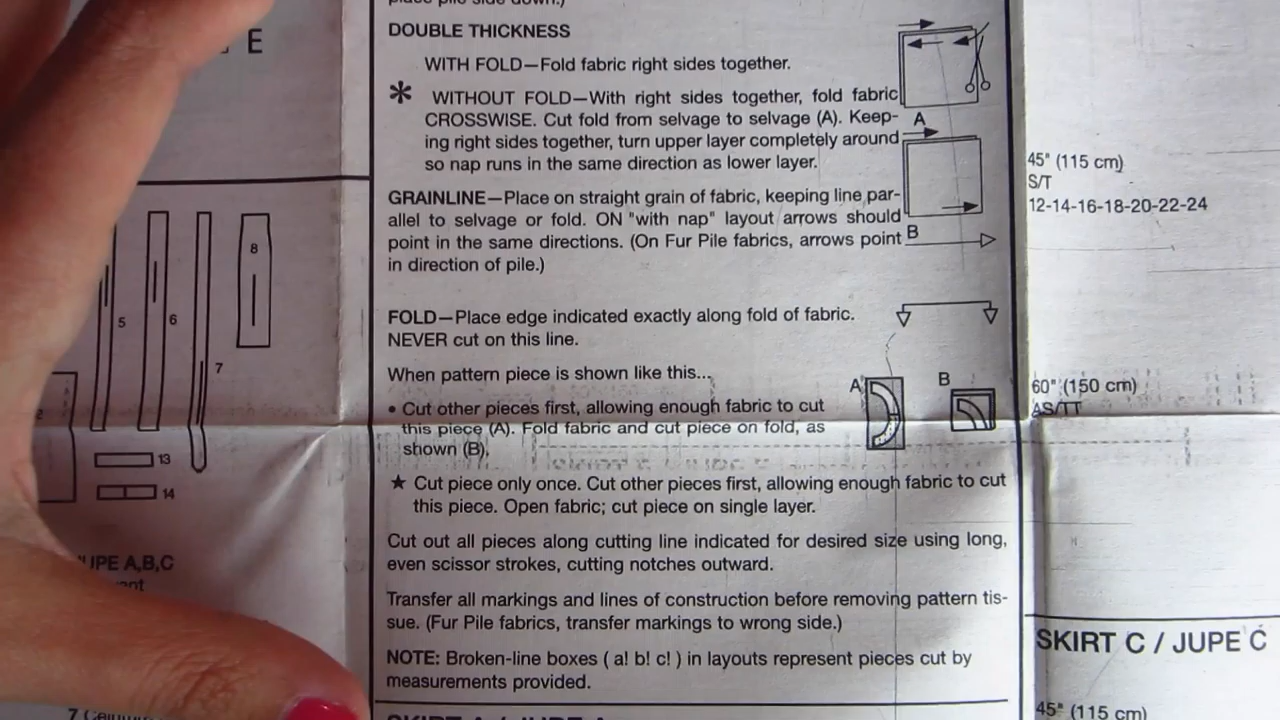 E
8
5
6
7
2
13
14
JUPE A,B,C
DOUBLE THICKNESS
WITH FOLD—Fold fabric right sides together.
* WITHOUT FOLD—With right sides together, fold fabric
CROSSWISE. Cut fold from selvage to selvage (A). Keep-
ing right sides together, turn upper layer completely around
so nap runs in the same direction as lower layer.
A
B
GRAINLINE—Place on straight grain of fabric, keeping line par-
allel to selvage or fold. ON "with nap" layout arrows should
point in the same directions. (On Fur Pile fabrics, arrows point
in direction of pile.)
FOLD—Place edge indicated exactly along fold of fabric.
NEVER cut on this line.
When pattern piece is shown like this...
A
B
• Cut other pieces first, allowing enough fabric to cut
this piece (A). Fold fabric and cut piece on fold, as
shown (B).
★ Cut piece only once. Cut other pieces first, allowing enough fabric to cut
this piece. Open fabric; cut piece on single layer.
Cut out all pieces along cutting line indicated for desired size using long,
even scissor strokes, cutting notches outward.
Transfer all markings and lines of construction before removing pattern tis-
sue. (Fur Pile fabrics, transfer markings to wrong side.)
NOTE: Broken-line boxes ( a! b! c! ) in layouts represent pieces cut by
measurements provided.
45" (115 cm)
S/T
12-14-16-18-20-22-24
60" (150 cm)
AS/TT
SKIRT C / JUPE C
45" (115 cm)